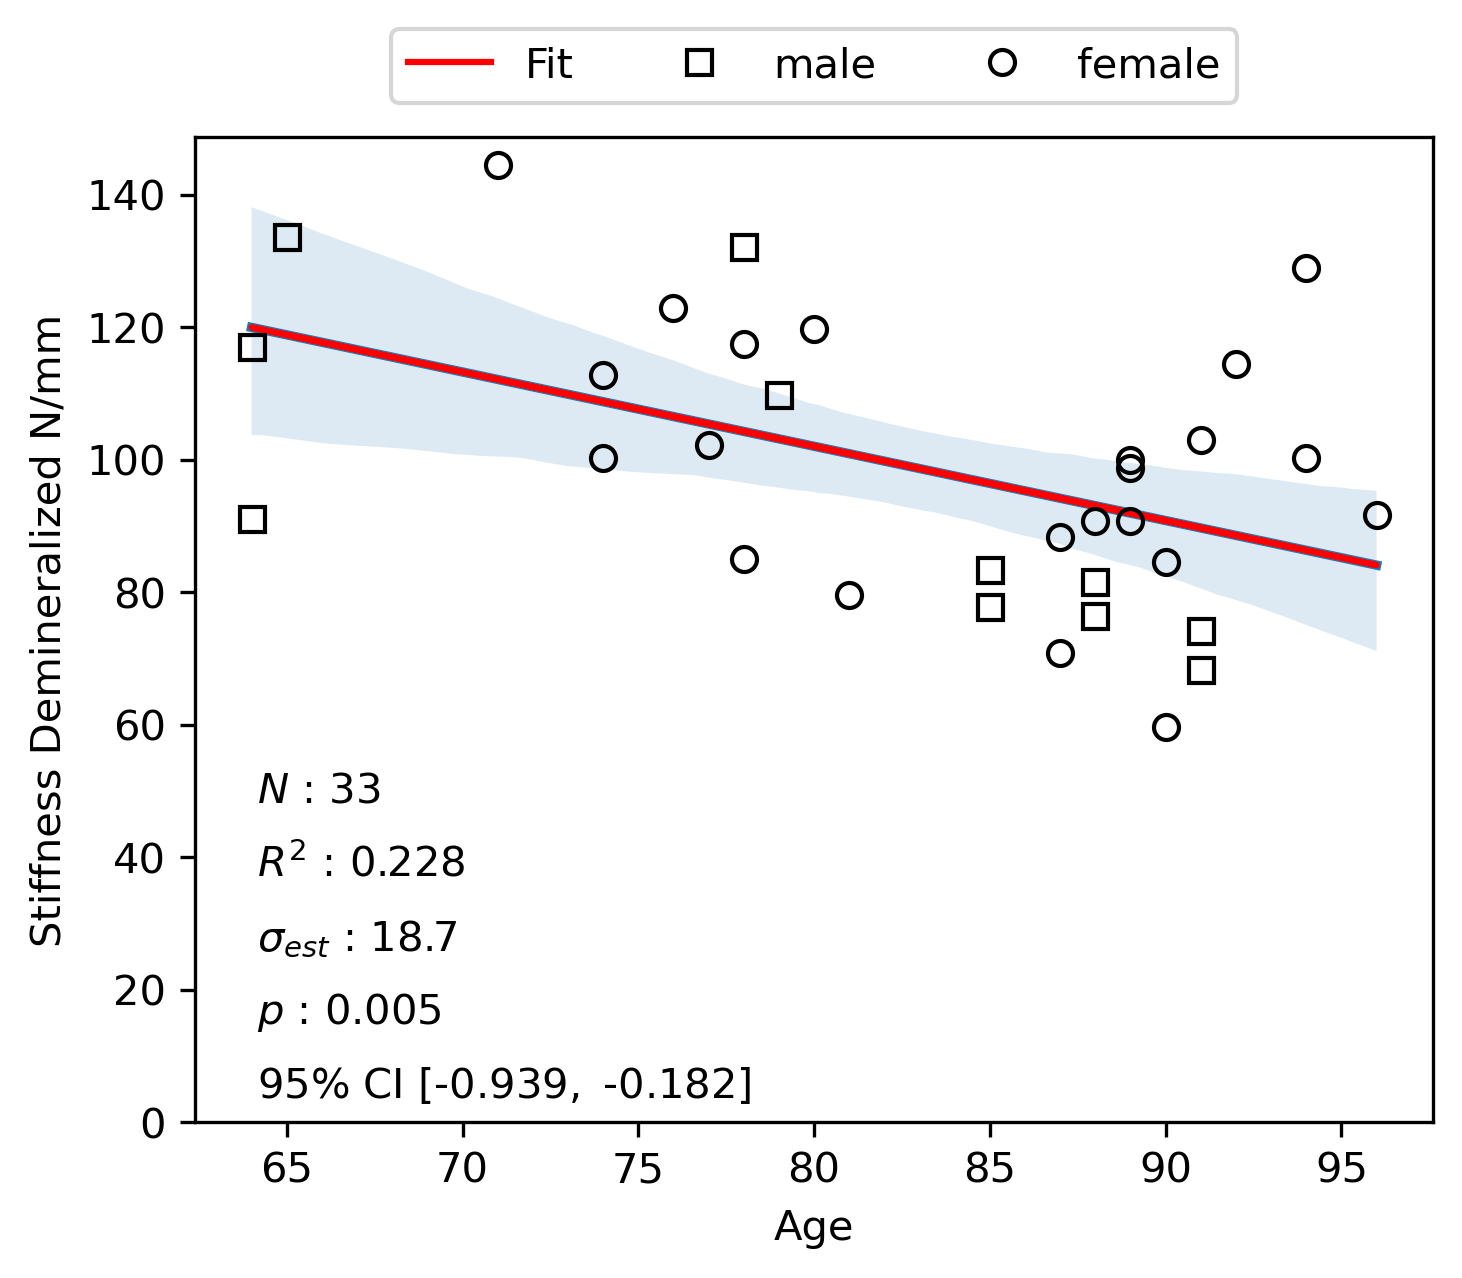 Fit male female
140
120
100
80
60
40
20
0
Stiffness Demineralized N/mm
N : 33
R² : 0.228
σ_est : 18.7
p : 0.005
95% CI [-0.939, -0.182]
65 70 75 80 85 90 95
Age